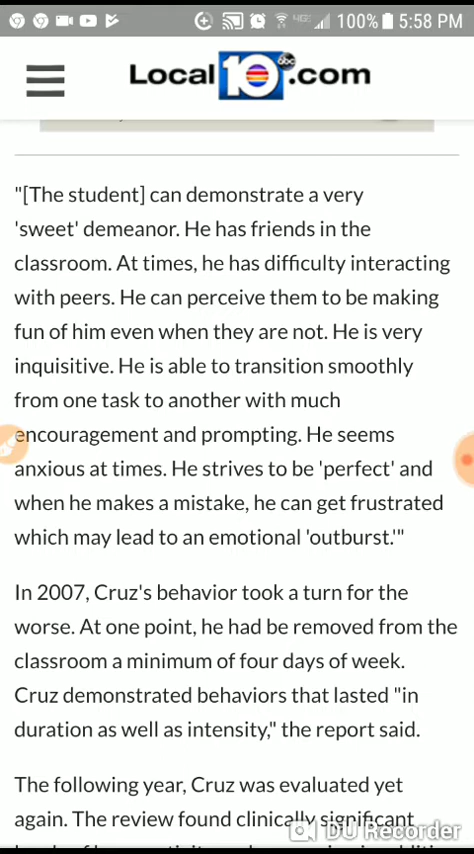 4G 100% 5:58 PM
Local 10 abc .com
"[The student] can demonstrate a very
'sweet' demeanor. He has friends in the
classroom. At times, he has difficulty interacting
with peers. He can perceive them to be making
fun of him even when they are not. He is very
inquisitive. He is able to transition smoothly
from one task to another with much
encouragement and prompting. He seems
anxious at times. He strives to be 'perfect' and
when he makes a mistake, he can get frustrated
which may lead to an emotional 'outburst.'"
In 2007, Cruz's behavior took a turn for the
worse. At one point, he had be removed from the
classroom a minimum of four days of week.
Cruz demonstrated behaviors that lasted "in
duration as well as intensity," the report said.
The following year, Cruz was evaluated yet
again. The review found clinically significant
DU Recorder